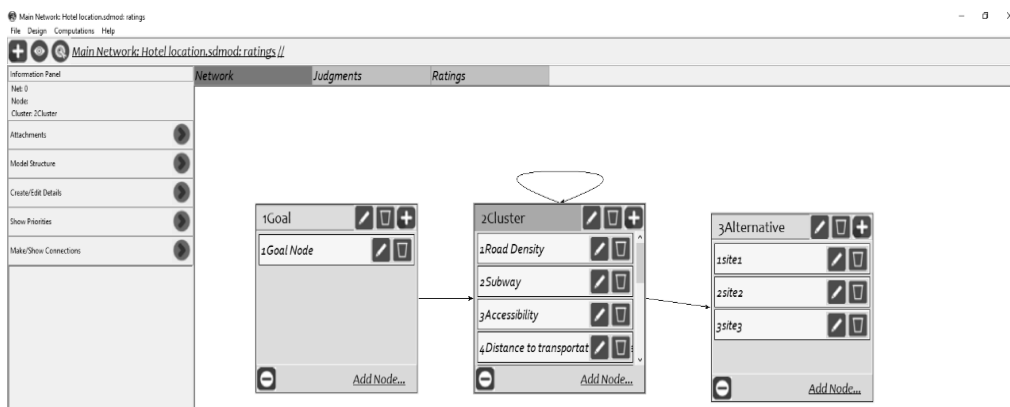 Main Network: Hotel location.sdmod: ratings
File Design Computations Help
Main Network: Hotel location.sdmod: ratings //
Information Panel
Net: 0
Node:
Cluster: 2Cluster
Attachments
Model Structure
Create/Edit Details
Show Priorities
Make/Show Connections
Network Judgments Ratings
1Goal
1Goal Node
Add Node...
2Cluster
1Road Density
2Subway
3Accessibility
4Distance to transportat
Add Node...
3Alternative
1site1
2site2
3site3
Add Node...